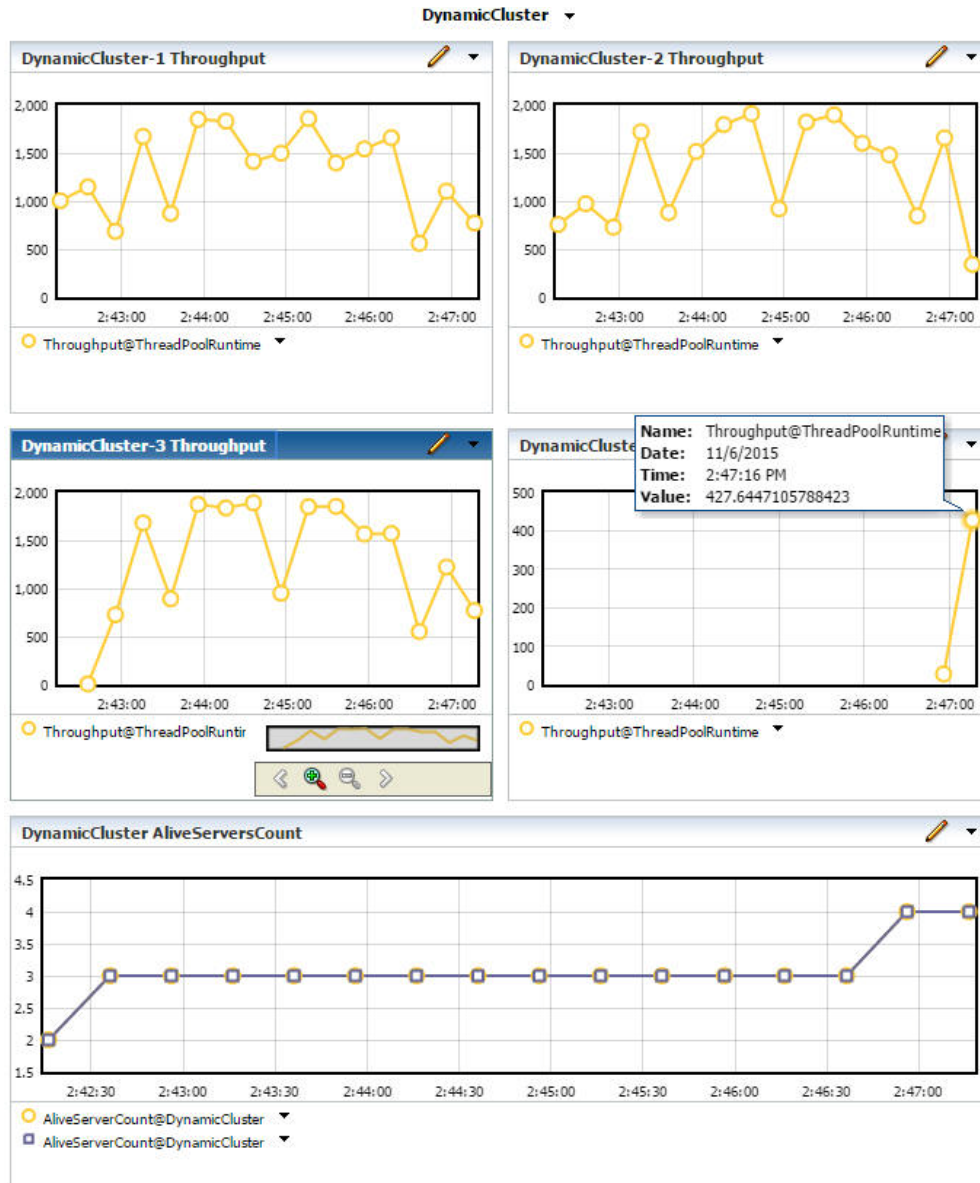 DynamicCluster
DynamicCluster-1 Throughput
2,000
1,500
1,000
500
0
2:43:00 2:44:00 2:45:00 2:46:00 2:47:00
Throughput@ThreadPoolRuntime
DynamicCluster-2 Throughput
2,000
1,500
1,000
500
0
2:43:00 2:44:00 2:45:00 2:46:00 2:47:00
Throughput@ThreadPoolRuntime
DynamicCluster-3 Throughput
2,000
1,500
1,000
500
0
2:43:00 2:44:00 2:45:00 2:46:00 2:47:00
Throughput@ThreadPoolRuntir
DynamicCluste
Name: Throughput@ThreadPoolRuntime
Date: 11/6/2015
Time: 2:47:16 PM
Value: 427.6447105788423
500
400
300
200
100
0
2:43:00 2:44:00 2:45:00 2:46:00 2:47:00
Throughput@ThreadPoolRuntime
DynamicCluster AliveServersCount
4.5
4
3.5
3
2.5
2
1.5
2:42:30 2:43:00 2:43:30 2:44:00 2:44:30 2:45:00 2:45:30 2:46:00 2:46:30 2:47:00
AliveServerCount@DynamicCluster
AliveServerCount@DynamicCluster